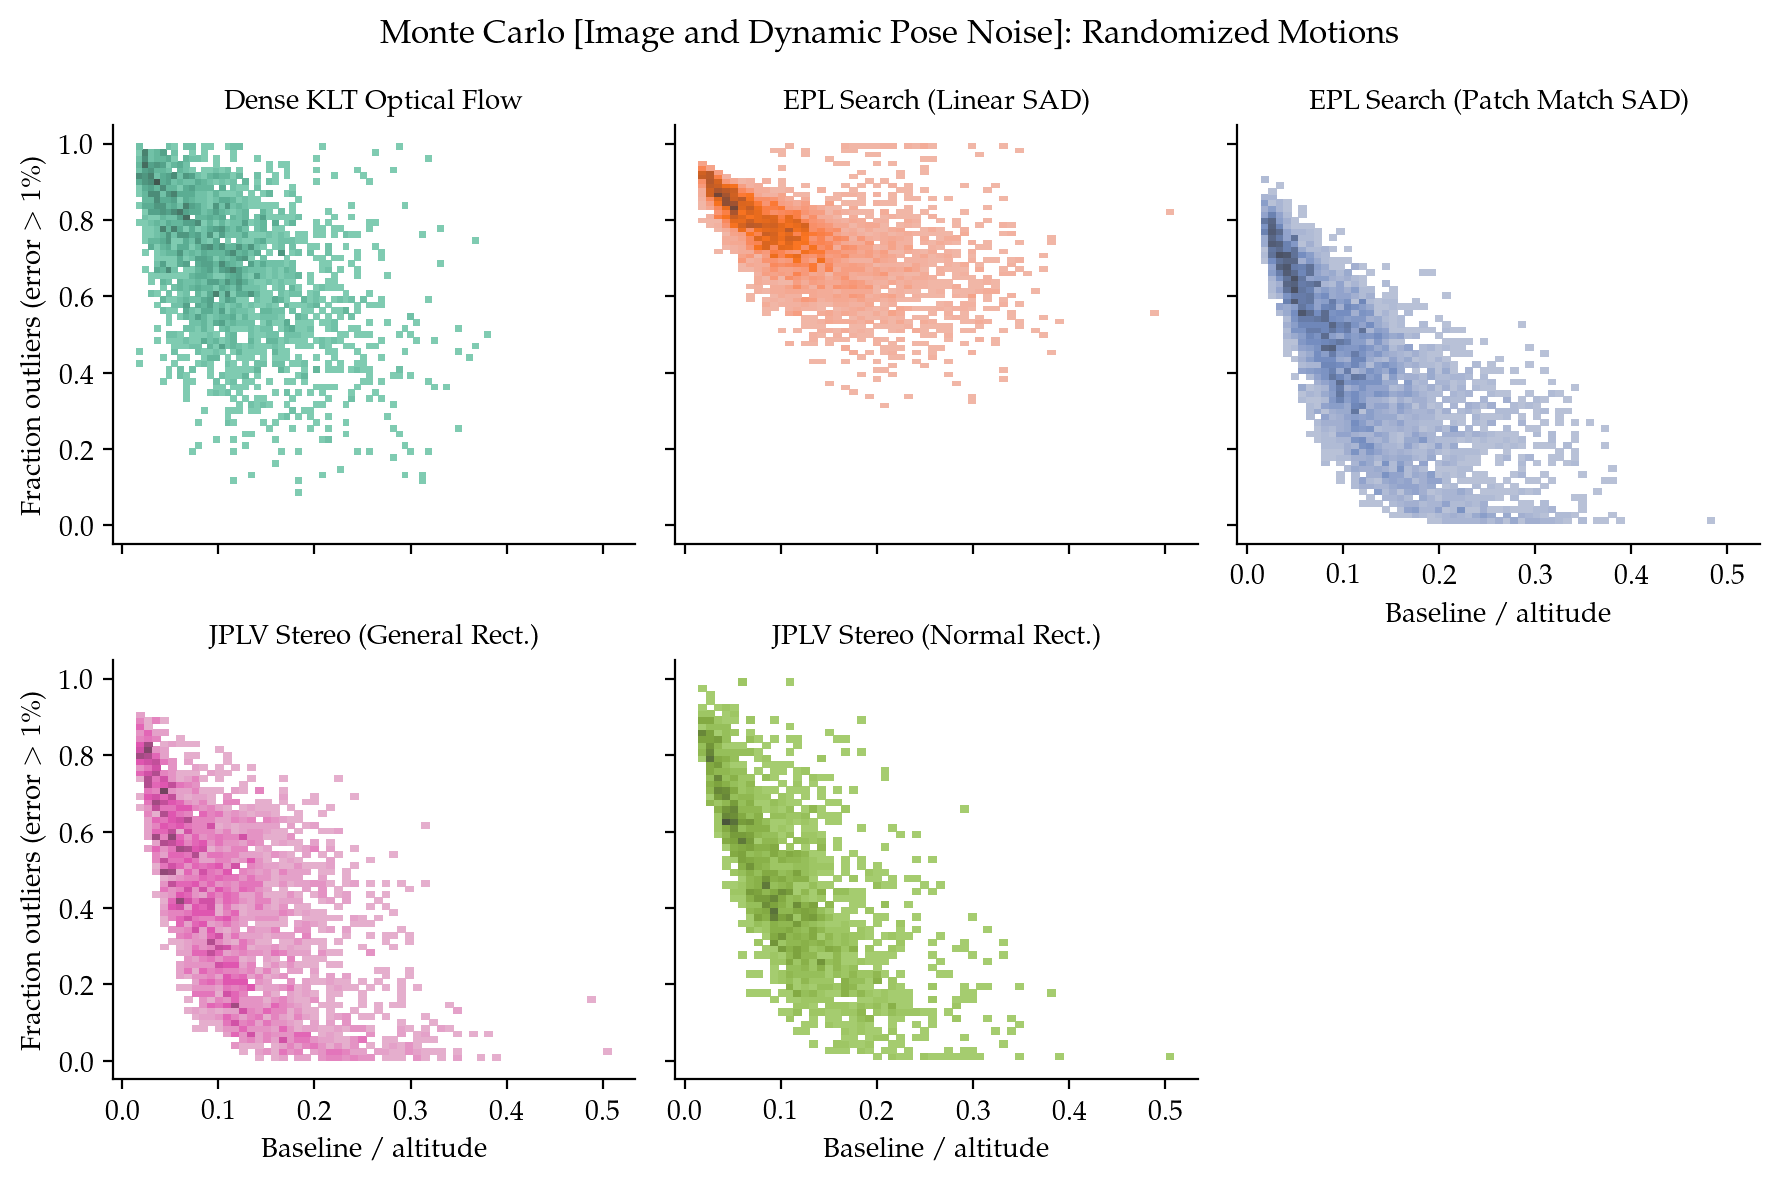 Monte Carlo [Image and Dynamic Pose Noise]: Randomized Motions
Dense KLT Optical Flow
EPL Search (Linear SAD)
EPL Search (Patch Match SAD)
Fraction outliers (error > 1%)
1.0
0.8
0.6
0.4
0.2
0.0
0.0 0.1 0.2 0.3 0.4 0.5
Baseline / altitude
JPLV Stereo (General Rect.)
JPLV Stereo (Normal Rect.)
Fraction outliers (error > 1%)
1.0
0.8
0.6
0.4
0.2
0.0
0.0 0.1 0.2 0.3 0.4 0.5
Baseline / altitude
0.0 0.1 0.2 0.3 0.4 0.5
Baseline / altitude